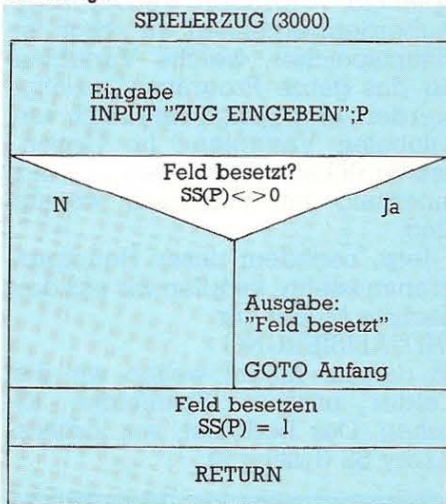 SPIELERZUG (3000)
Eingabe
INPUT "ZUG EINGEBEN";P
Feld besetzt?
SS(P)<>0
N
Ja
Ausgabe:
"Feld besetzt"
GOTO Anfang
Feld besetzen
SS(P) = 1
RETURN